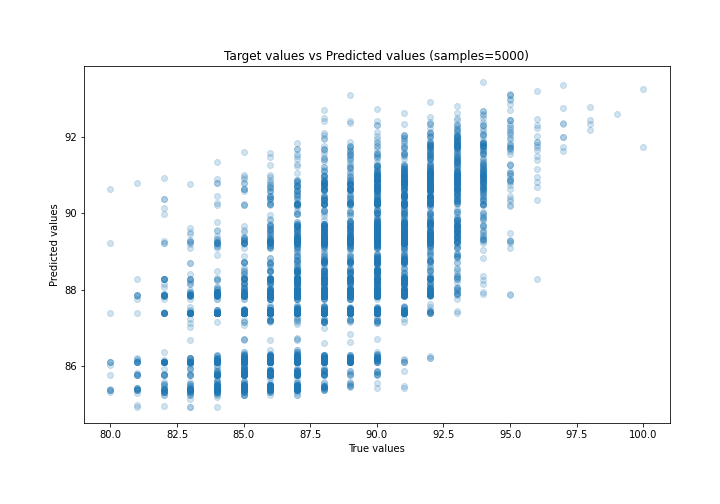 Target values vs Predicted values (samples=5000)
Predicted values
92
90
88
86
80.0 82.5 85.0 87.5 90.0 92.5 95.0 97.5 100.0
True values